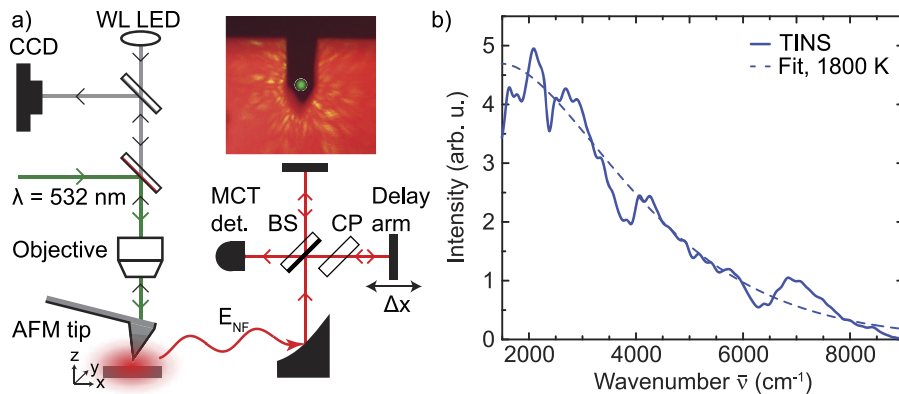 a)
WL LED
CCD
λ = 532 nm
Objective
AFM tip
z
y
x
E_NF
MCT
det.
BS
CP
Delay
arm
Δx
b)
Intensity (arb. u.)
5
4
3
2
1
0
2000
4000
6000
8000
Wavenumber ν̄ (cm⁻¹)
TINS
Fit, 1800 K